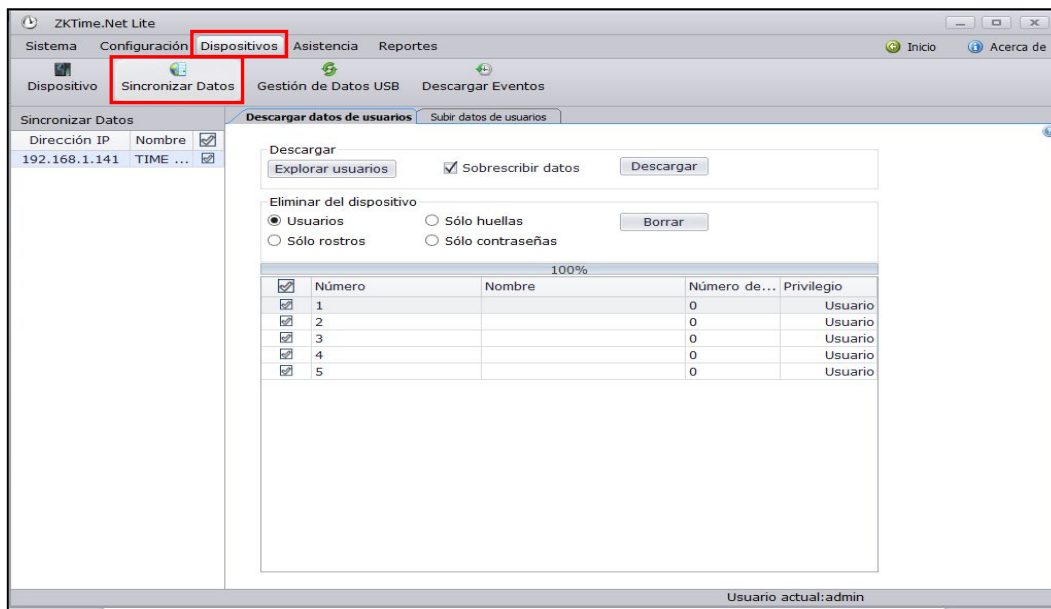 ZKTime.Net Lite
Sistema Configuración Dispositivos Asistencia Reportes Inicio Acerca de
Dispositivo Sincronizar Datos Gestión de Datos USB Descargar Eventos
Sincronizar Datos
Dirección IP Nombre
192.168.1.141 TIME ...
Descargar datos de usuarios Subir datos de usuarios
Descargar
Explorar usuarios Sobrescribir datos Descargar
Eliminar del dispositivo
Usuarios Sólo huellas Borrar
Sólo rostros Sólo contraseñas
100%
Número Nombre Número de... Privilegio
1 0 Usuario
2 0 Usuario
3 0 Usuario
4 0 Usuario
5 0 Usuario
Usuario actual:admin